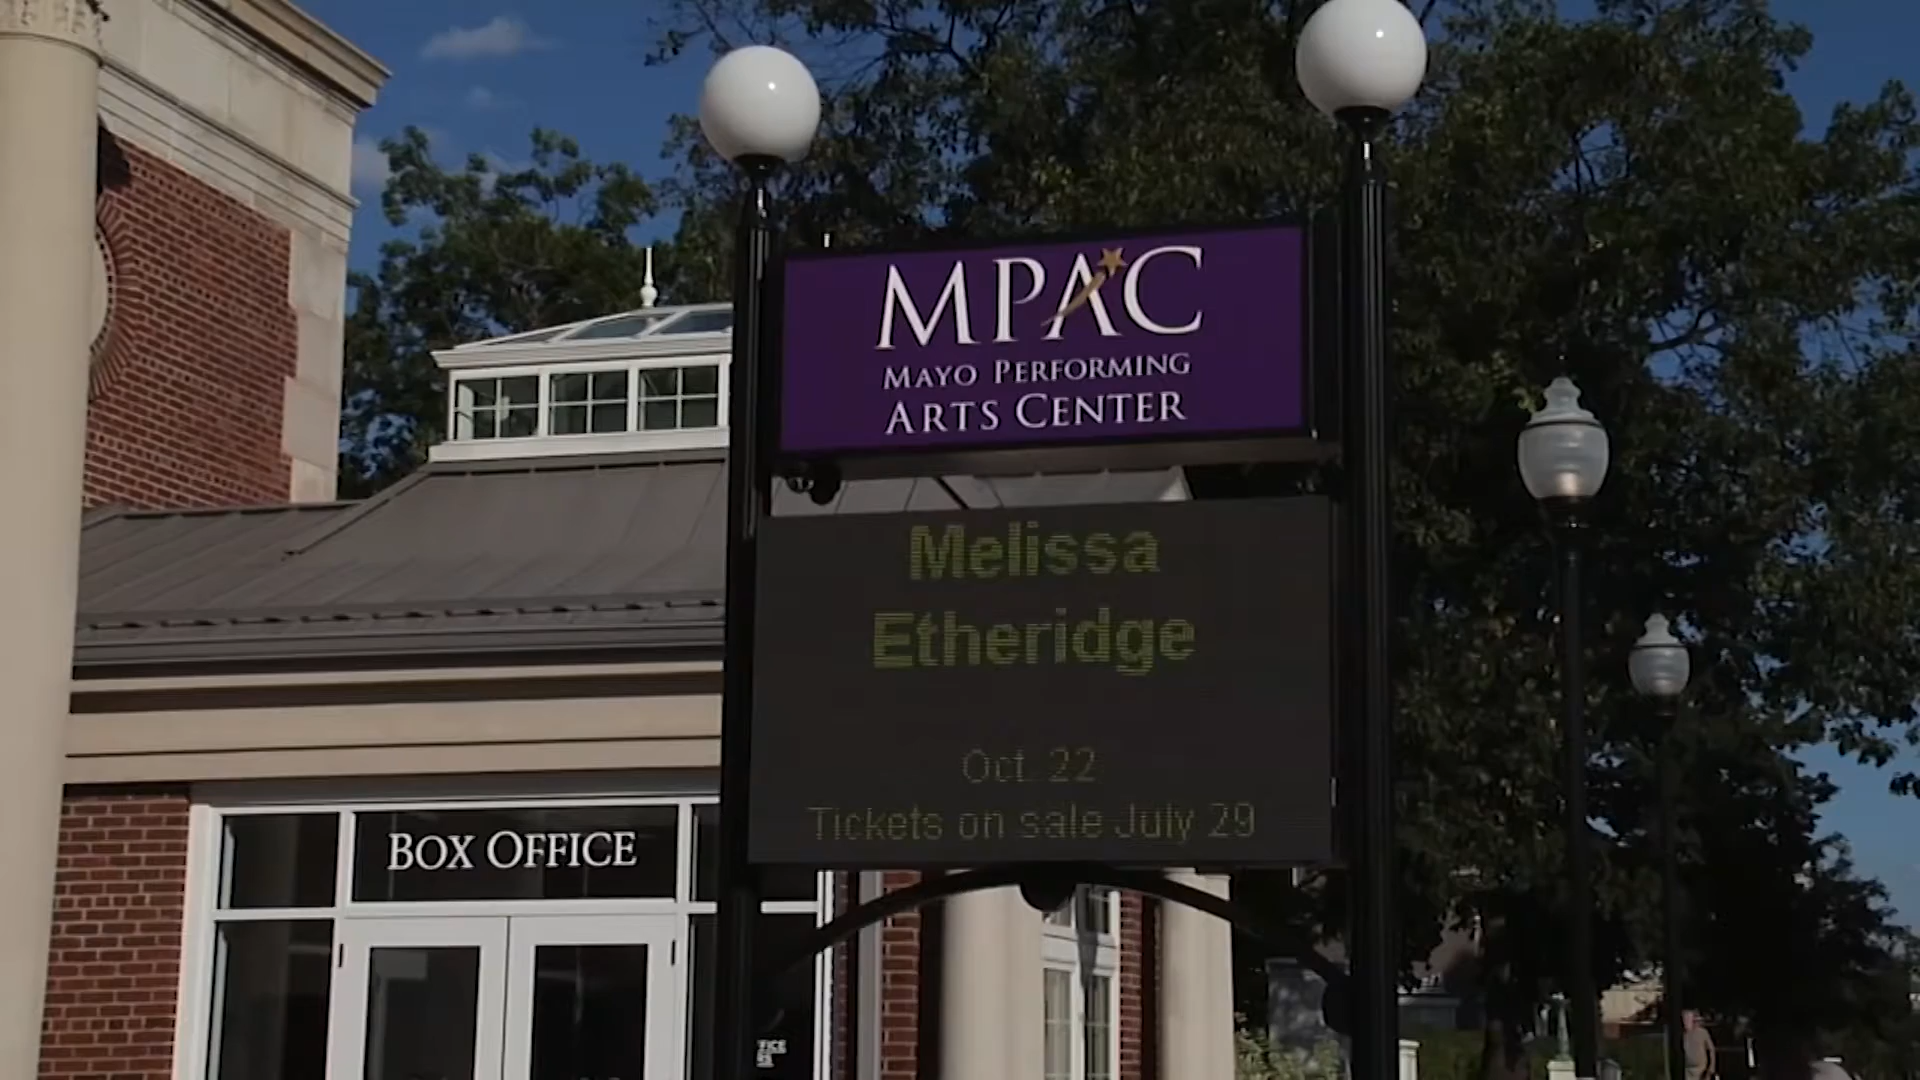 MPAC
MAYO PERFORMING
ARTS CENTER
Melissa
Etheridge
Oct. 22
Tickets on sale July 29
BOX OFFICE